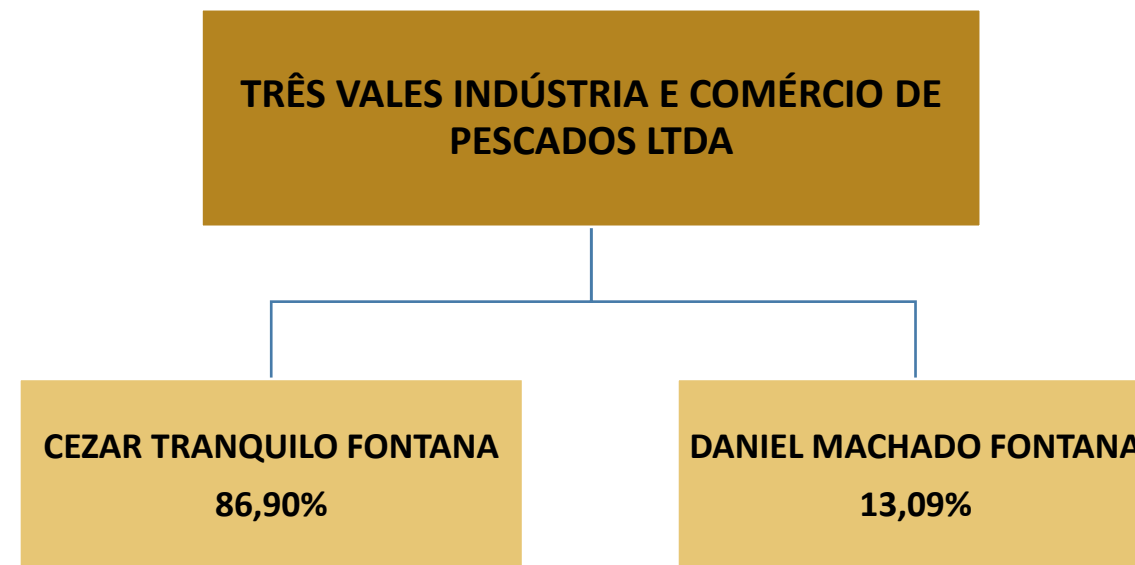 TRÊS VALES INDÚSTRIA E COMÉRCIO DE
PESCADOS LTDA
CEZAR TRANQUILO FONTANA
86,90%
DANIEL MACHADO FONTANA
13,09%